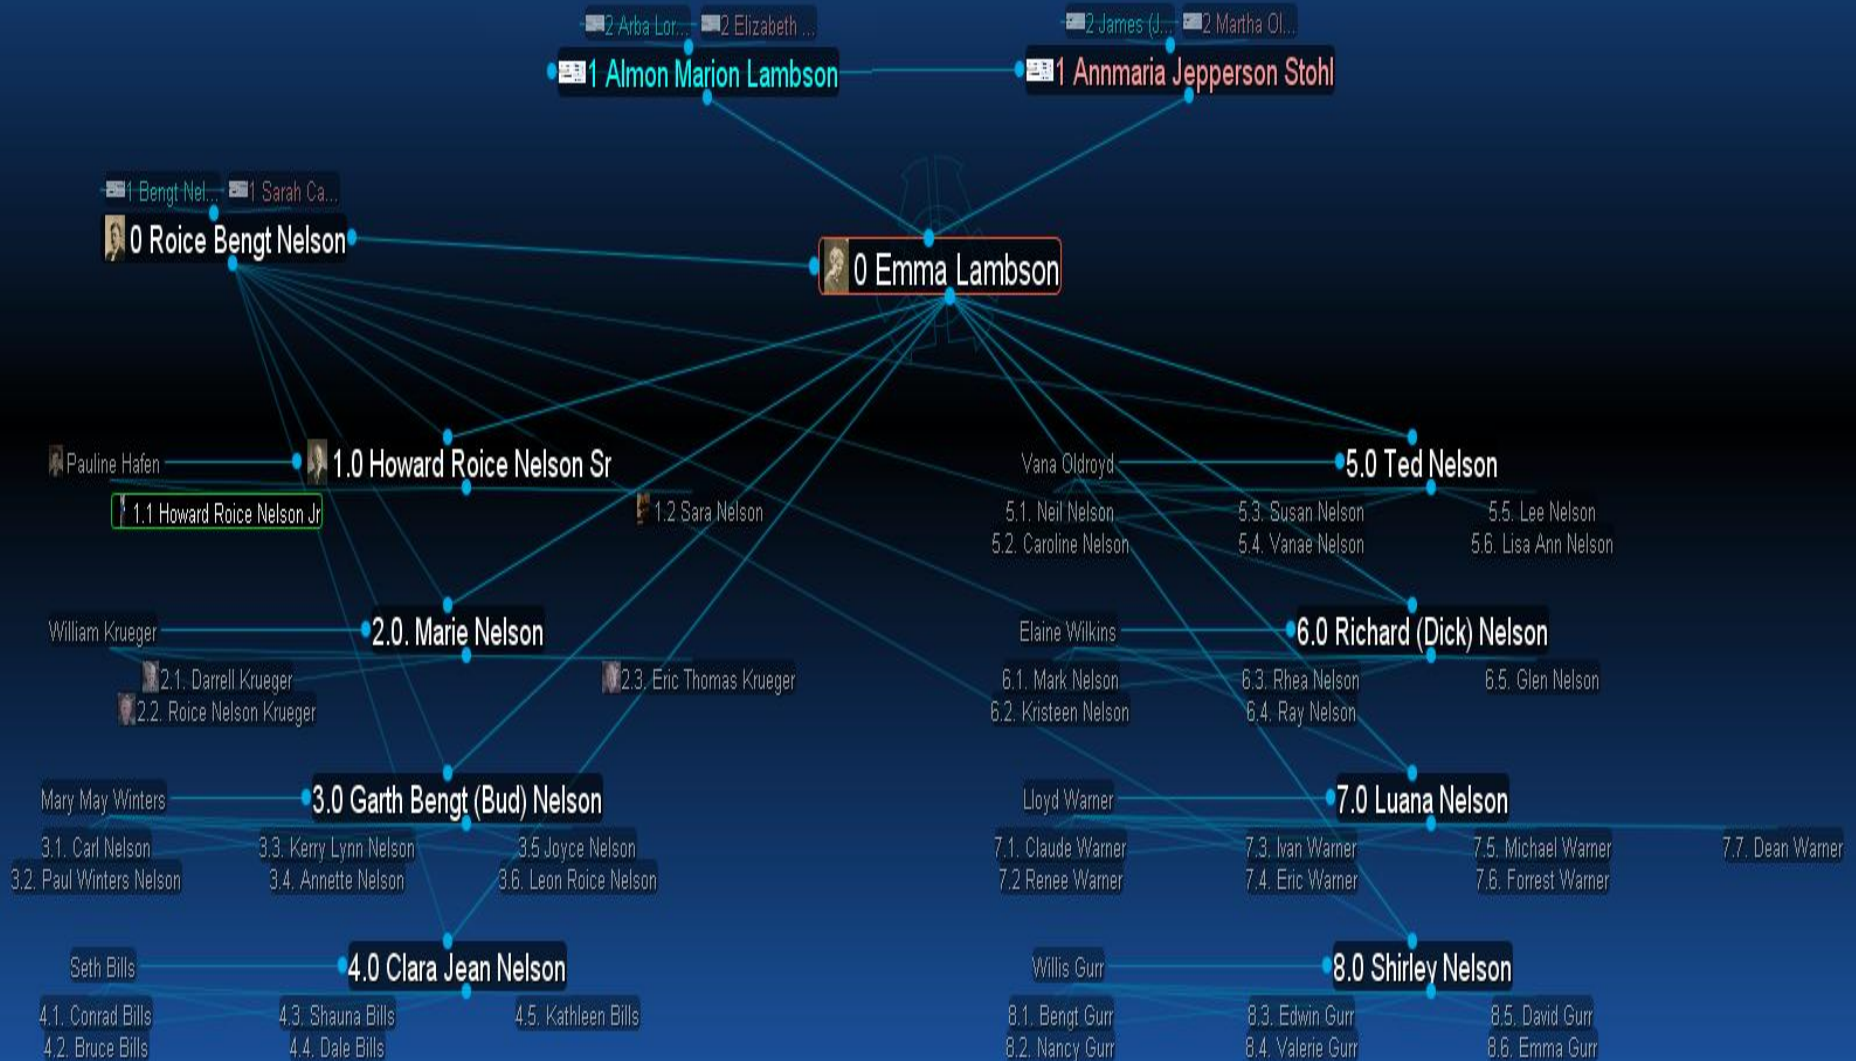 2 Arba Lor... 2 Elizabeth ...
2 James (J... 2 Martha Ol...
1 Almon Marion Lambson
1 Annmaria Jepperson Stohl
1 Bengt Nel... 1 Sarah Ca...
0 Roice Bengt Nelson
0 Emma Lambson
Pauline Hafen
1.0 Howard Roice Nelson Sr
1.1 Howard Roice Nelson Jr
1.2 Sara Nelson
William Krueger
2.0. Marie Nelson
2.1. Darrell Krueger
2.3. Eric Thomas Krueger
2.2. Roice Nelson Krueger
Mary May Winters
3.0 Garth Bengt (Bud) Nelson
3.1. Carl Nelson
3.3. Kerry Lynn Nelson
3.5 Joyce Nelson
3.2. Paul Winters Nelson
3.4. Annette Nelson
3.6. Leon Roice Nelson
Seth Bills
4.0 Clara Jean Nelson
4.1. Conrad Bills
4.3. Shauna Bills
4.5. Kathleen Bills
4.2. Bruce Bills
4.4. Dale Bills
Vana Oldroyd
5.0 Ted Nelson
5.1. Neil Nelson
5.3. Susan Nelson
5.5. Lee Nelson
5.2. Caroline Nelson
5.4. Vanae Nelson
5.6. Lisa Ann Nelson
Elaine Wilkins
6.0 Richard (Dick) Nelson
6.1. Mark Nelson
6.3. Rhea Nelson
6.5. Glen Nelson
6.2. Kristeen Nelson
6.4. Ray Nelson
Lloyd Warner
7.0 Luana Nelson
7.1. Claude Warner
7.3. Ivan Warner
7.5. Michael Warner
7.7. Dean Warner
7.2 Renee Warner
7.4. Eric Warner
7.6. Forrest Warner
Willis Gurr
8.0 Shirley Nelson
8.1. Bengt Gurr
8.3. Edwin Gurr
8.5. David Gurr
8.2. Nancy Gurr
8.4. Valerie Gurr
8.6. Emma Gurr